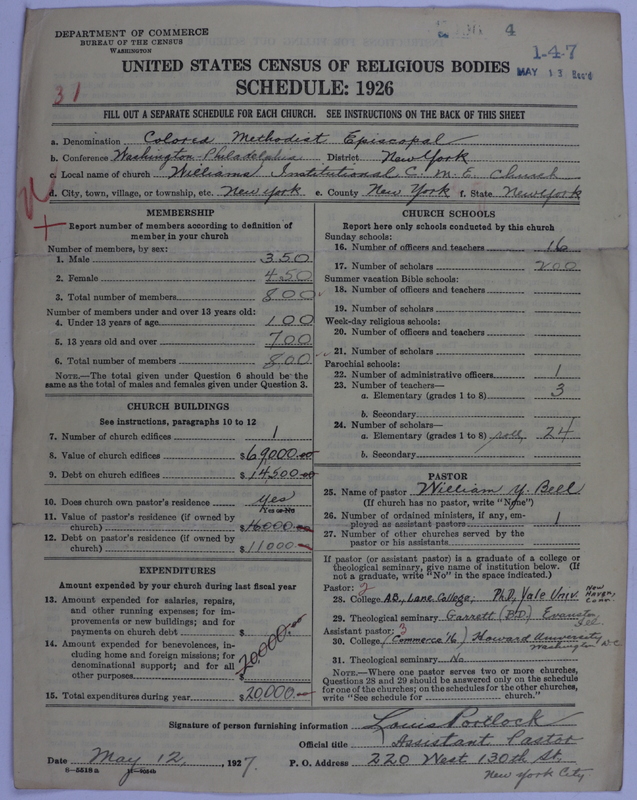 DEPARTMENT OF COMMERCE
BUREAU OF THE CENSUS
WASHINGTON
4
1-47
MAY 13 Rec'd
UNITED STATES CENSUS OF RELIGIOUS BODIES
SCHEDULE: 1926
31
FILL OUT A SEPARATE SCHEDULE FOR EACH CHURCH. SEE INSTRUCTIONS ON THE BACK OF THIS SHEET
a. Denomination Colored Methodist Episcopal
b. Conference Washington-Philadelphia District New York
c. Local name of church Williams Institutional C. M. E. Church
d. City, town, village, or township, etc. New York e. County New York f. State New York
MEMBERSHIP
Report number of members according to definition of member in your church
Number of members, by sex:
1. Male 350
2. Female 450
3. Total number of members 800
Number of members under and over 13 years old:
4. Under 13 years of age 100
5. 13 years old and over 700
6. Total number of members 800
NOTE.—The total given under Question 6 should be the
same as the total of males and females given under Question 3.
CHURCH BUILDINGS
See instructions, paragraphs 10 to 12
7. Number of church edifices 1
8. Value of church edifices $69000.00
9. Debt on church edifices $14500.00
10. Does church own pastor's residence Yes
Yes or No
11. Value of pastor's residence (if owned by
church) $16000.00
12. Debt on pastor's residence (if owned by
church) $11000
EXPENDITURES
Amount expended by your church during last fiscal year
13. Amount expended for salaries, repairs,
and other running expenses; for im-
provements or new buildings; and for
payments on church debt $
14. Amount expended for benevolences, in-
cluding home and foreign missions; for
denominational support; and for all
other purposes $
20,000.00
15. Total expenditures during year $20,000.
CHURCH SCHOOLS
Report here only schools conducted by this church
Sunday schools:
16. Number of officers and teachers 16
17. Number of scholars 200
Summer vacation Bible schools:
18. Number of officers and teachers
19. Number of scholars
Week-day religious schools:
20. Number of officers and teachers
21. Number of scholars
Parochial schools:
22. Number of administrative officers 1
23. Number of teachers—
a. Elementary (grades 1 to 8) 3
b. Secondary
24. Number of scholars—
a. Elementary (grades 1 to 8) 24
b. Secondary
PASTOR
25. Name of pastor William Y. Bell
(If church has no pastor, write "None")
26. Number of ordained ministers, if any, em-
ployed as assistant pastors 1
27. Number of other churches served by the
pastor or his assistants
If pastor (or assistant pastor) is a graduate of a college or
theological seminary, give name of institution below. (If
not a graduate, write "No" in the space indicated.)
Pastor: 2
28. College AB., Lane College, Ph.D., Yale Univ. New Haven, Conn
29. Theological seminary Garrett (B.D.) Evanston, Ill
Assistant pastor: 3
30. College (Commerce '16) Howard University
Washington D.C.
31. Theological seminary No
NOTE.—Where one pastor serves two or more churches,
Questions 28 and 29 should be answered only on the schedule
for one of the churches; on the schedules for the other churches,
write "See schedule for church."
Signature of person furnishing information Louis Portlock
Official title Assistant Pastor
Date May 12, 1927. P. O. Address 220 West 130th St.
New York City
8—5518 a